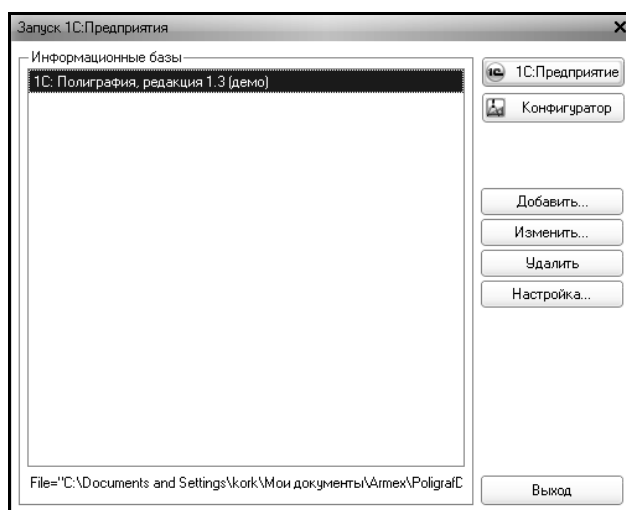 Запуск 1С:Предприятия
Информационные базы
1С: Полиграфия, редакция 1.3 (демо)
1С:Предприятие
Конфигуратор
Добавить...
Изменить...
Удалить
Настройка...
File="C:\Documents and Settings\kork\Мои документы\Armex\Poligraf
Выход